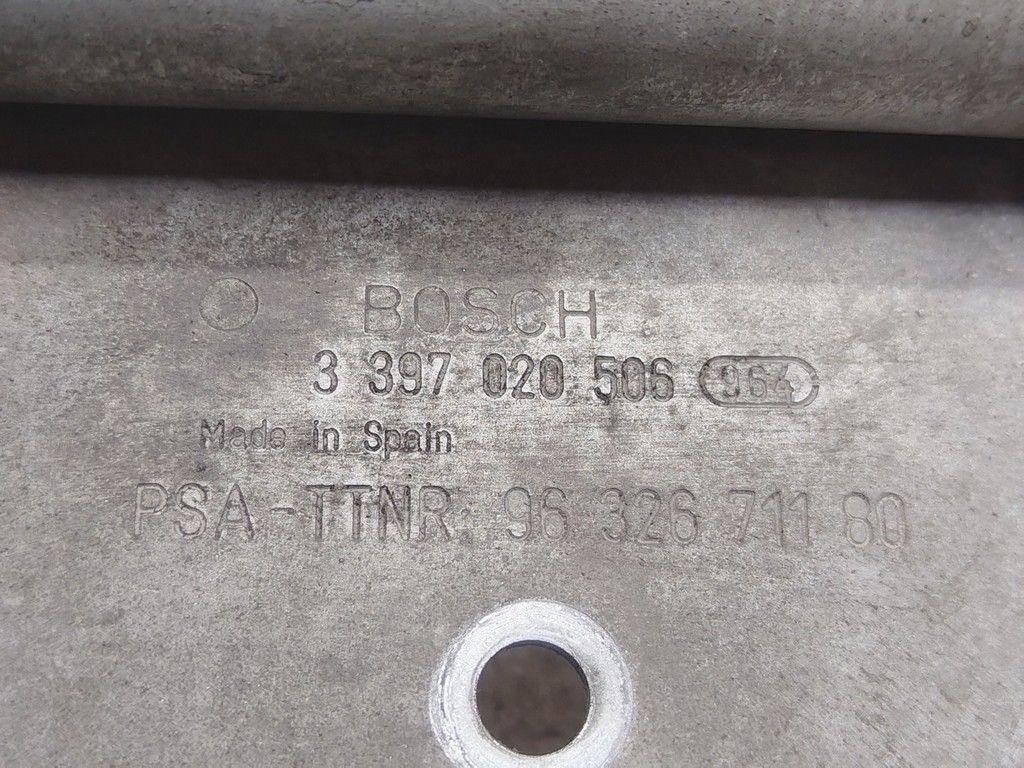 BOSCH
3 397 020 506 964
Made in Spain
PSA-TTNR. 96 326 711 80